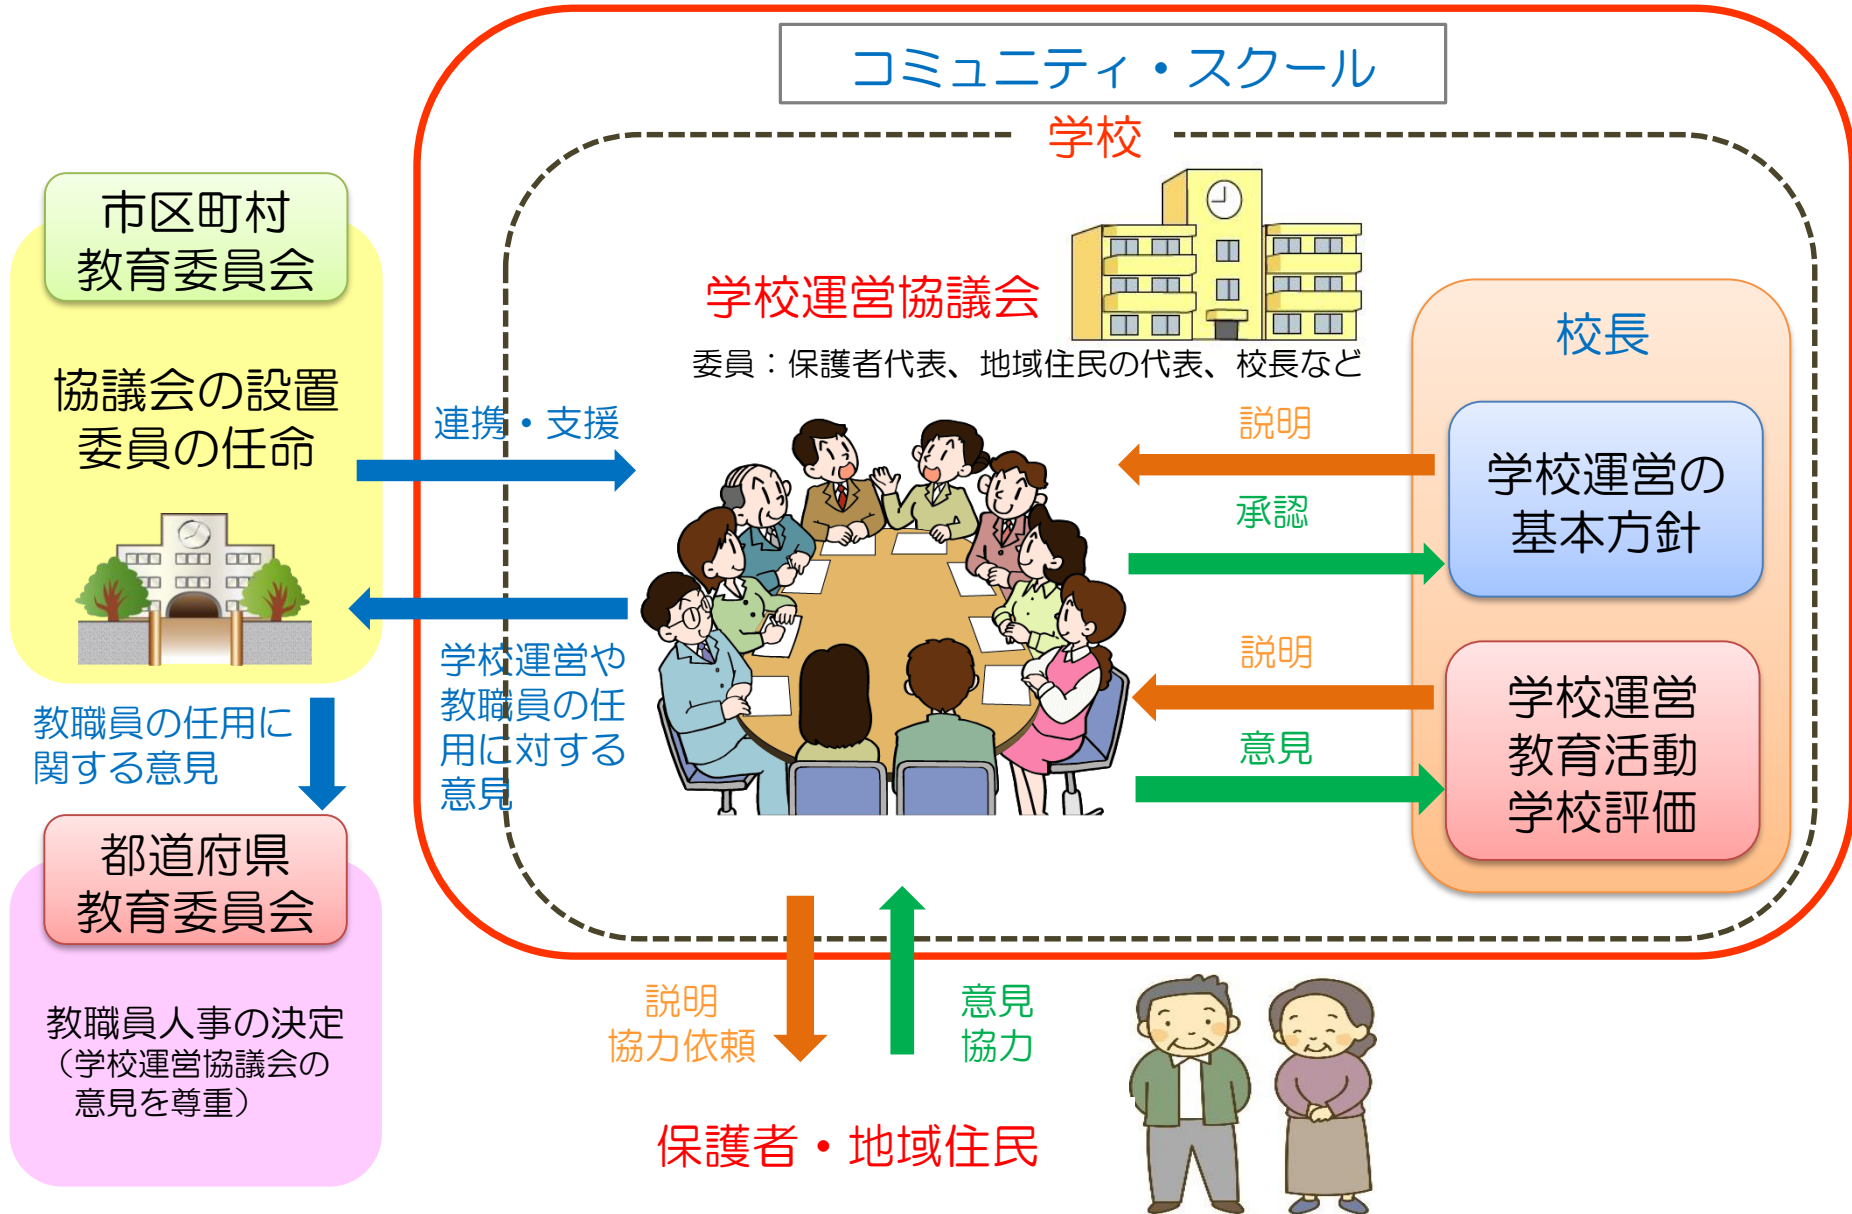 コミュニティ・スクール
学校
市区町村
教育委員会
協議会の設置
委員の任命
学校運営協議会
委員：保護者代表、地域住民の代表、校長など
連携・支援
学校運営や
教職員の任
用に対する
意見
校長
説明
承認
学校運営の
基本方針
説明
意見
学校運営
教育活動
学校評価
教職員の任用に
関する意見
都道府県
教育委員会
教職員人事の決定
（学校運営協議会の
意見を尊重）
説明
協力依頼
意見
協力
保護者・地域住民